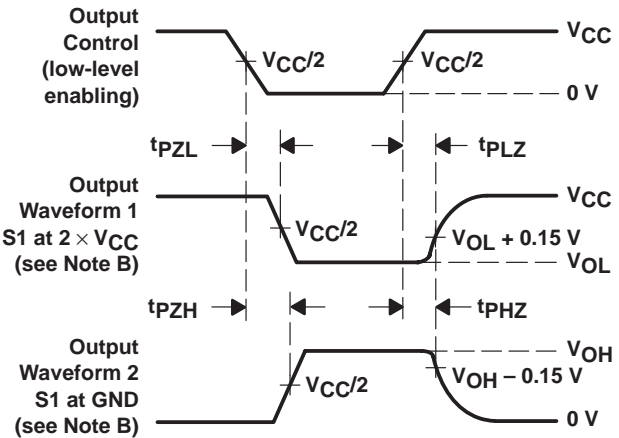 Output
Control
(low-level
enabling)
VCC/2
VCC/2
VCC
0 V
tPZL
tPLZ
Output
Waveform 1
S1 at 2 × VCC
(see Note B)
VCC/2
VCC
VOL + 0.15 V
VOL
tPZH
tPHZ
Output
Waveform 2
S1 at GND
(see Note B)
VCC/2
VOH
VOH – 0.15 V
0 V